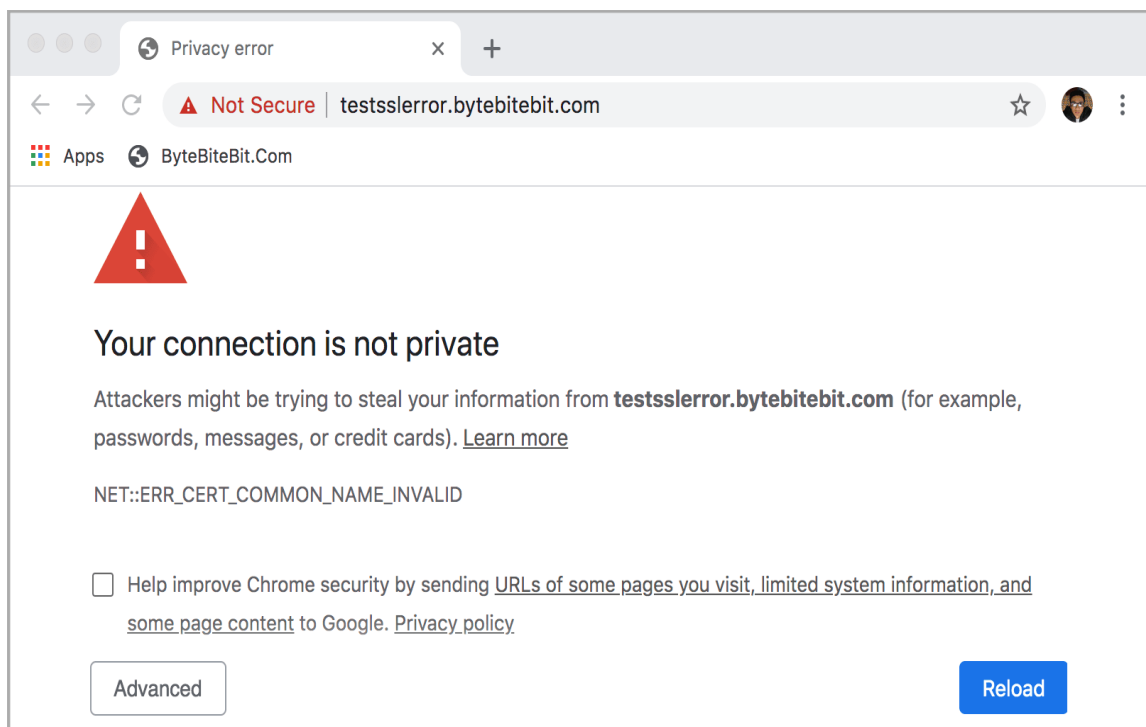 Privacy error
Not Secure testsslerror.bytebitebit.com
Apps ByteBiteBit.Com
Your connection is not private
Attackers might be trying to steal your information from testsslerror.bytebitebit.com (for example,
passwords, messages, or credit cards). Learn more
NET::ERR_CERT_COMMON_NAME_INVALID
Help improve Chrome security by sending URLs of some pages you visit, limited system information, and
some page content to Google. Privacy policy
Advanced Reload